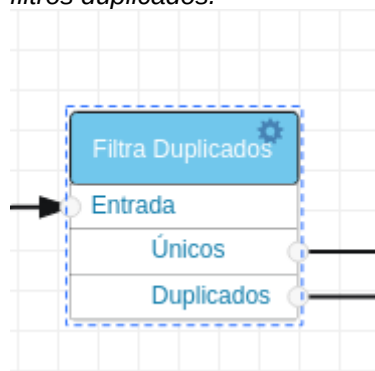 filtros duplicados.
Filtra Duplicados
Entrada
Únicos
Duplicados